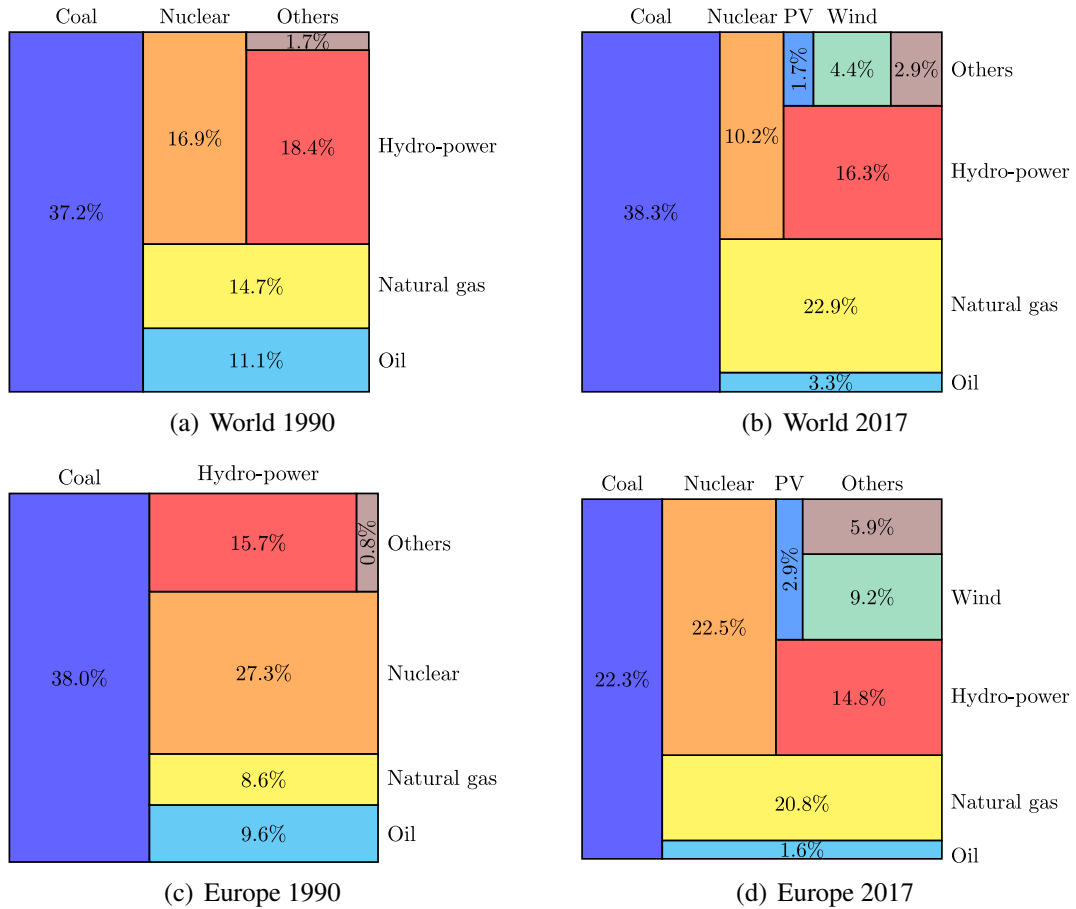 Coal Nuclear Others
1.7%
16.9% 18.4% Hydro-power
37.2%
14.7% Natural gas
11.1% Oil
(a) World 1990
Coal Nuclear PV Wind
1.7% 4.4% 2.9% Others
10.2% 16.3% Hydro-power
38.3%
22.9% Natural gas
3.3% Oil
(b) World 2017
Coal Hydro-power
15.7% 0.8% Others
38.0% 27.3% Nuclear
8.6% Natural gas
9.6% Oil
(c) Europe 1990
Coal Nuclear PV Others
5.9%
2.9% 9.2% Wind
22.5%
22.3% 14.8% Hydro-power
20.8% Natural gas
1.6% Oil
(d) Europe 2017